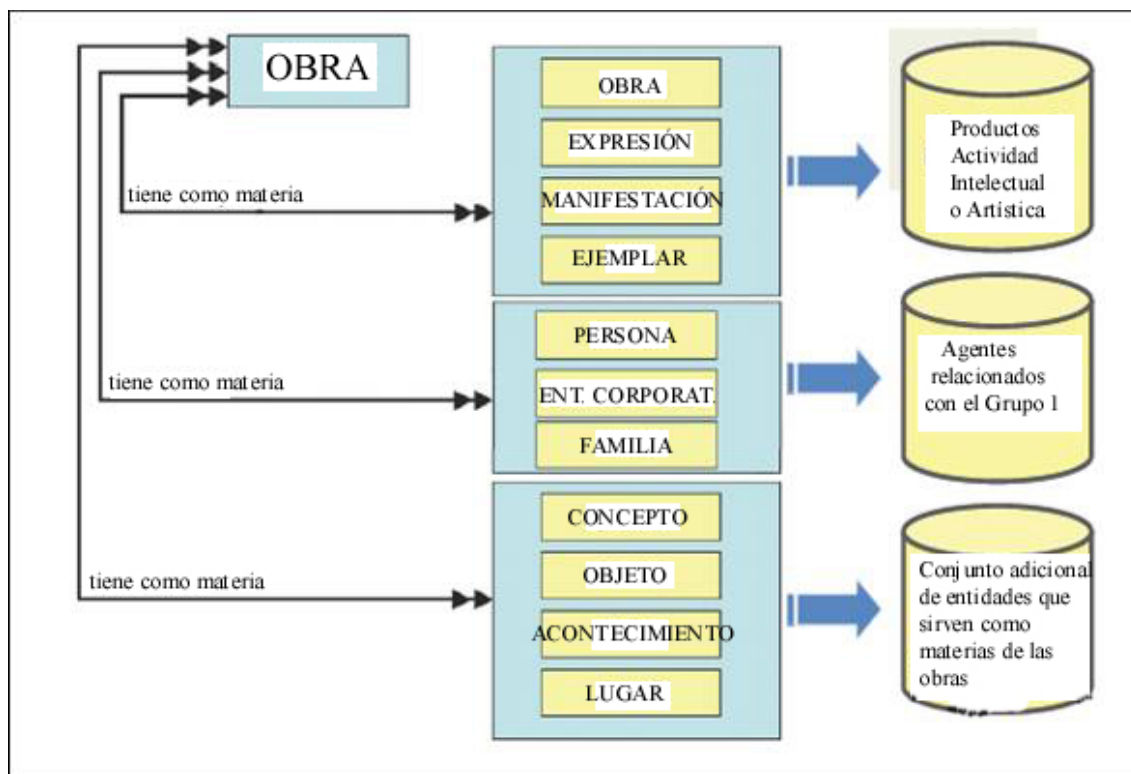 OBRA
OBRA
EXPRESIÓN
MANIFESTACIÓN
EJEMPLAR
tiene como materia
Productos
Actividad
Intelectual
o Artística
PERSONA
ENT. CORPORAT.
FAMILIA
tiene como materia
Agentes
relacionados
con el Grupo 1
CONCEPTO
OBJETO
ACONTECIMIENTO
LUGAR
tiene como materia
Conjunto adicional
de entidades que
sirven como
materias de las
obras